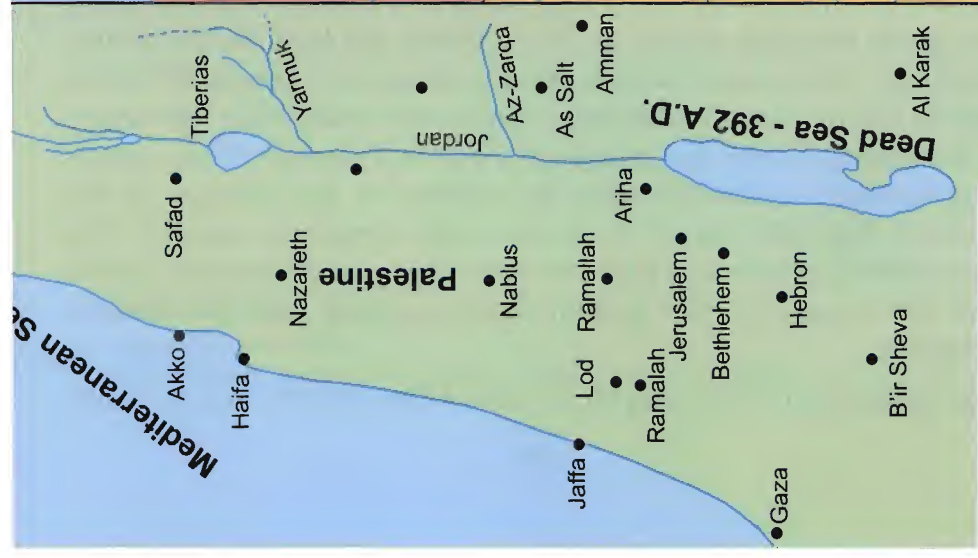 Mediterranean Se
Tiberias
Yarmuk
Safad
Akko
Haifa
Nazareth
Palestine
Jordan
Az-Zarqa
As Salt
Amman
Nablus
Ramallah
Ariha
Lod
Ramalah
Jaffa
Jerusalem
Bethlehem
Dead Sea - 392 A.D.
Hebron
Al Karak
B'ir Sheva
Gaza